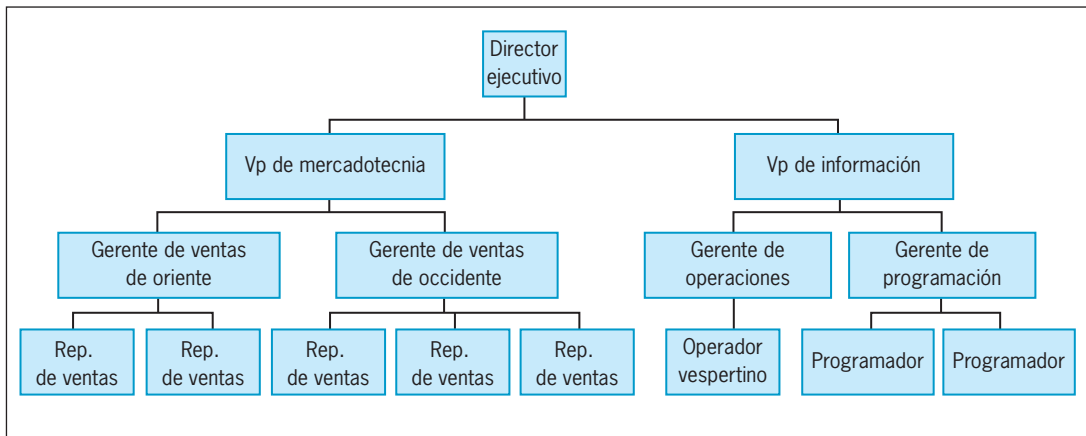 Director
ejecutivo
Vp de mercadotecnia
Vp de información
Gerente de ventas
de oriente
Gerente de ventas
de occidente
Gerente de
operaciones
Gerente de
programación
Rep.
de ventas
Rep.
de ventas
Rep.
de ventas
Rep.
de ventas
Rep.
de ventas
Operador
vespertino
Programador
Programador